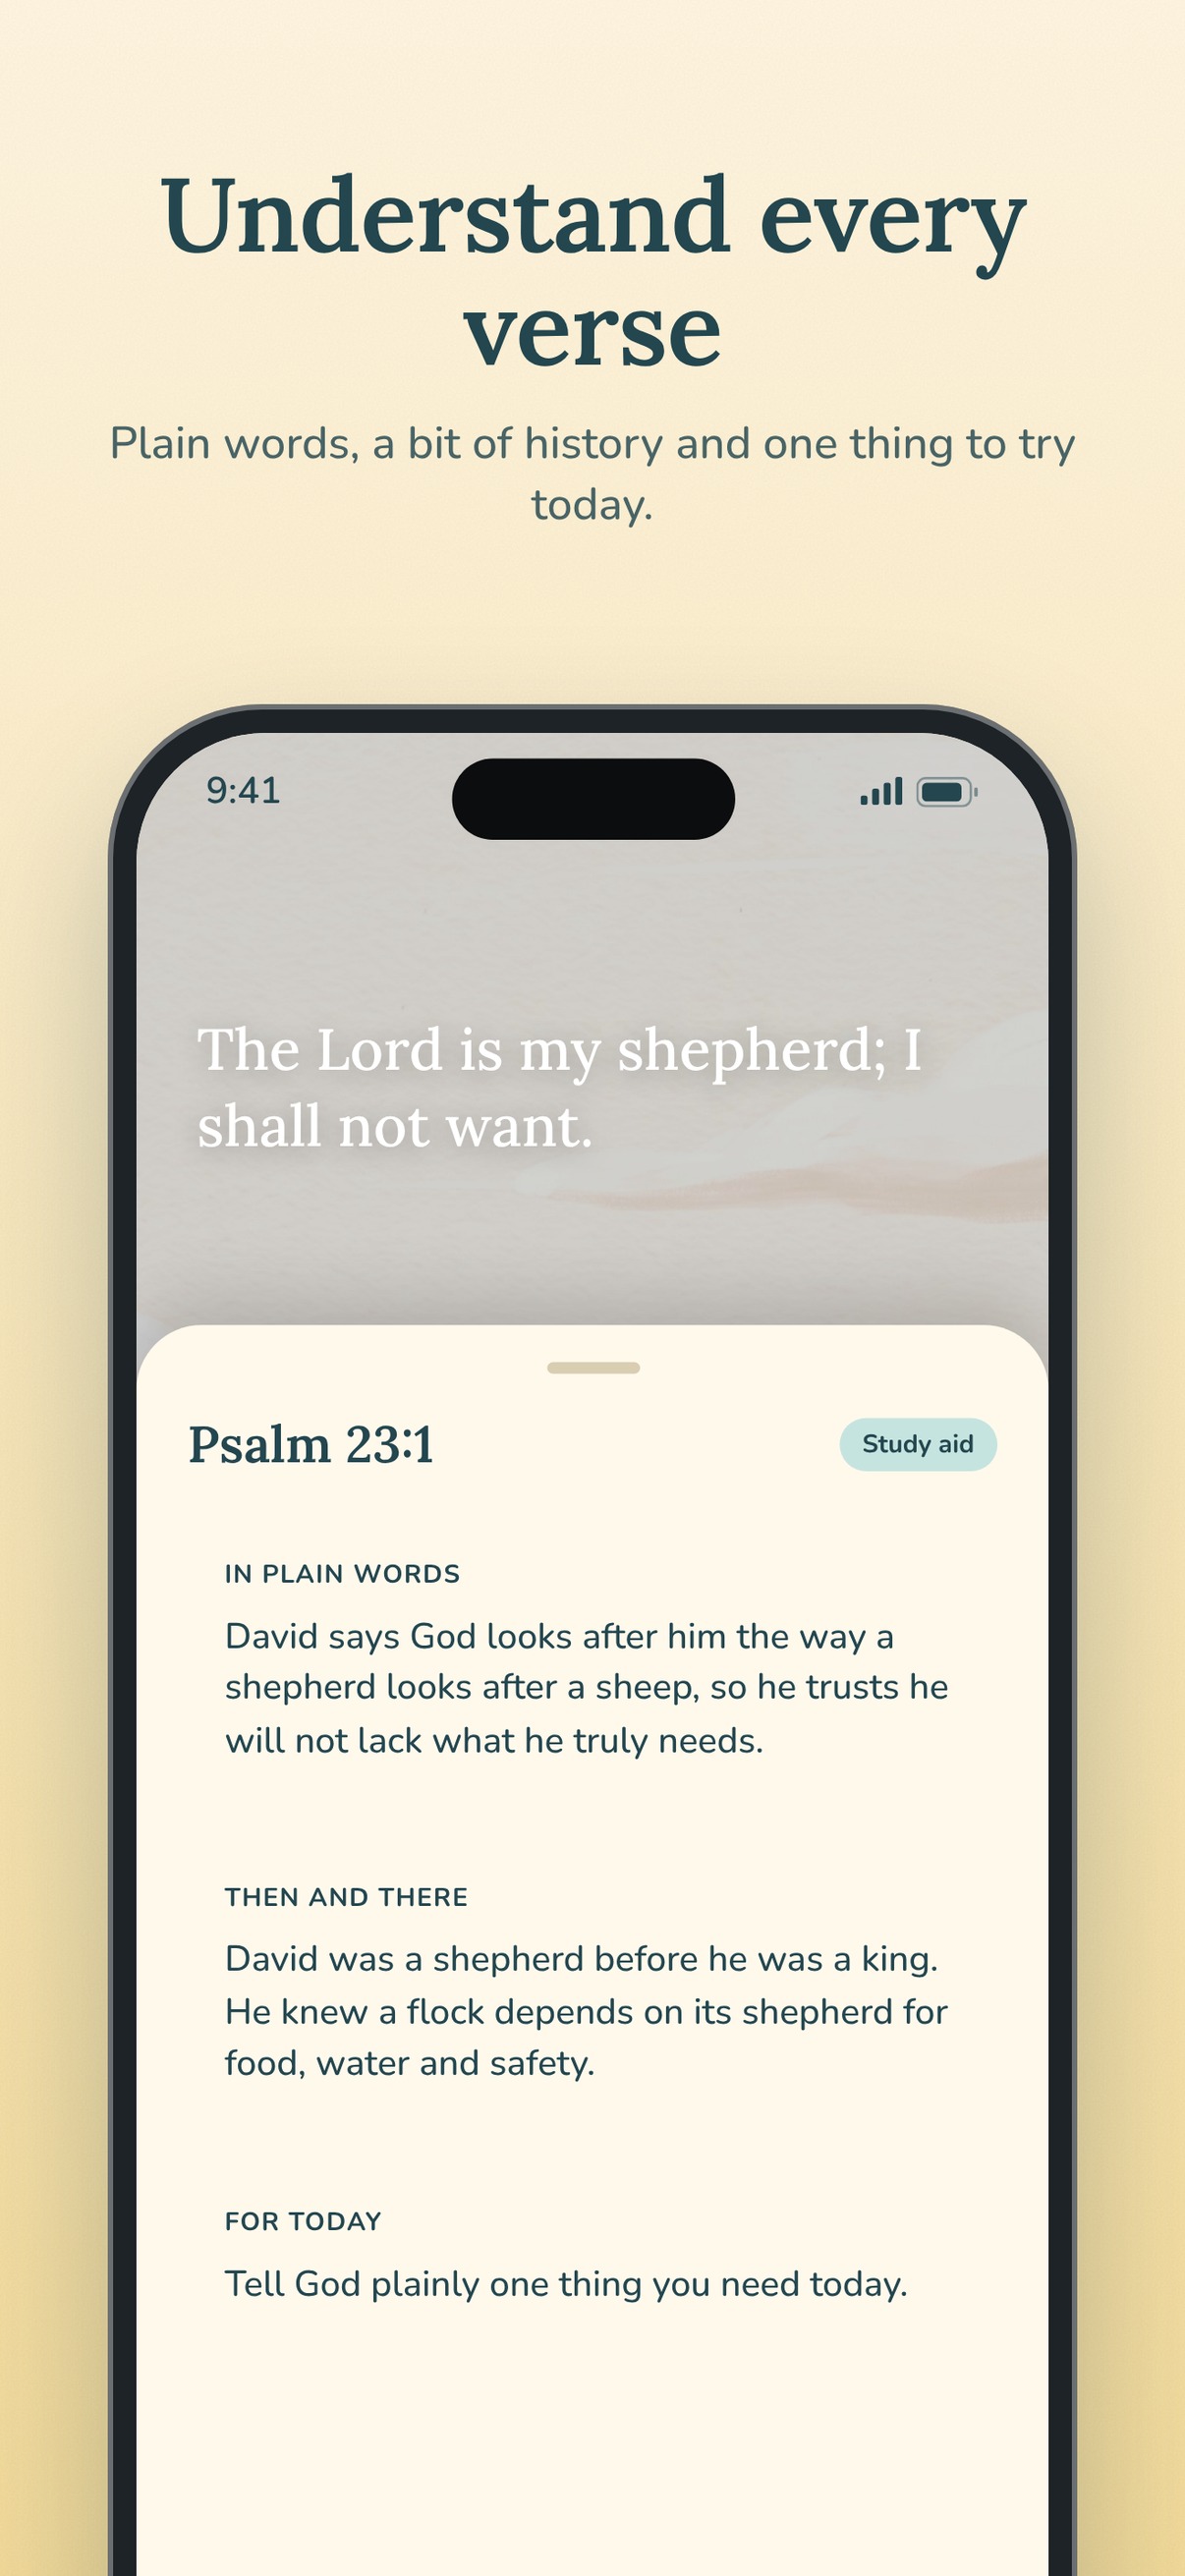 Understand every
verse
Plain words, a bit of history and one thing to try
today.
9:41
The Lord is my shepherd; I
shall not want.
Psalm 23:1
Study aid
IN PLAIN WORDS
David says God looks after him the way a
shepherd looks after a sheep, so he trusts he
will not lack what he truly needs.
THEN AND THERE
David was a shepherd before he was a king.
He knew a flock depends on its shepherd for
food, water and safety.
FOR TODAY
Tell God plainly one thing you need today.